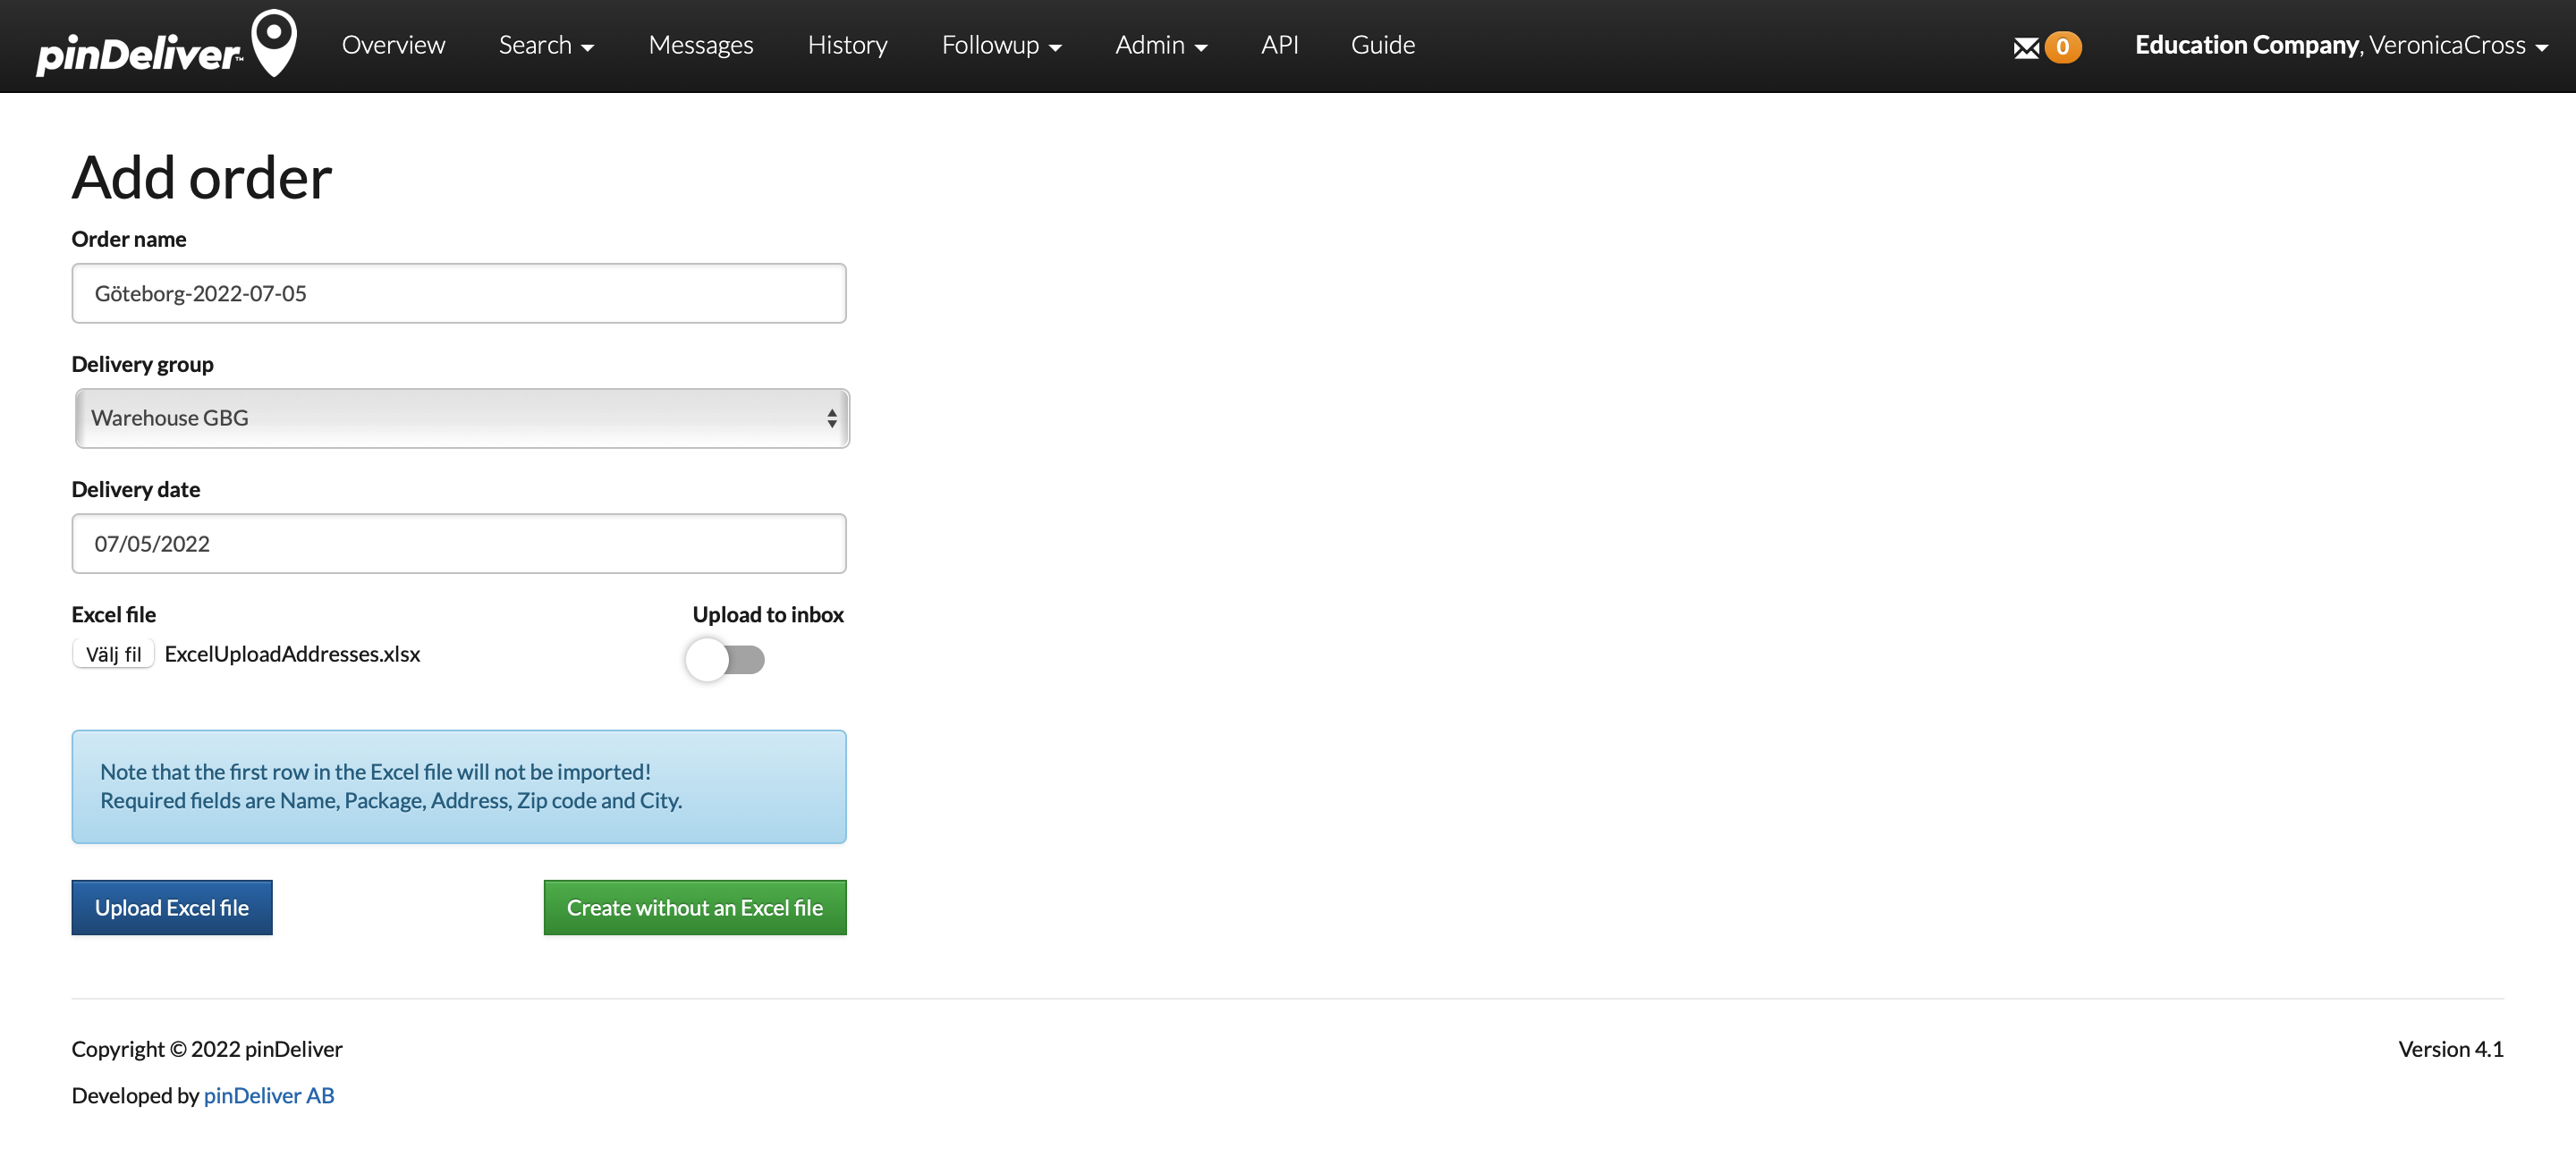 pinDeliver™ Overview Search Messages History Followup Admin API Guide 0 Education Company, VeronicaCross
Add order
Order name
Göteborg-2022-07-05
Delivery group
Warehouse GBG
Delivery date
07/05/2022
Excel file Upload to inbox
Välj fil ExcelUploadAddresses.xlsx
Note that the first row in the Excel file will not be imported!
Required fields are Name, Package, Address, Zip code and City.
Upload Excel file Create without an Excel file
Copyright © 2022 pinDeliver Version 4.1
Developed by pinDeliver AB